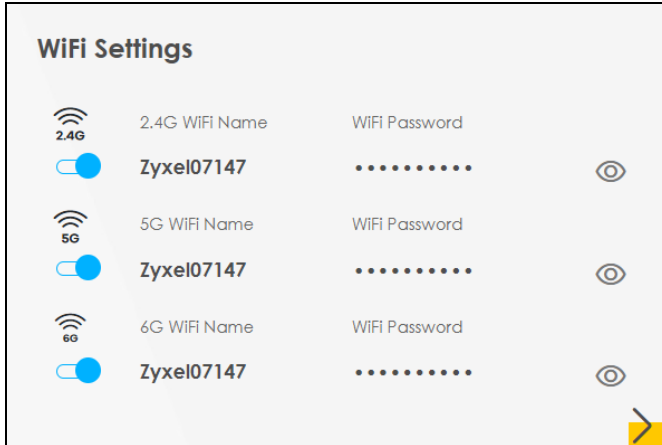 WiFi Settings
2.4G
2.4G WiFi Name WiFi Password
Zyxel07147 ••••••••••
5G
5G WiFi Name WiFi Password
Zyxel07147 ••••••••••
6G
6G WiFi Name WiFi Password
Zyxel07147 ••••••••••